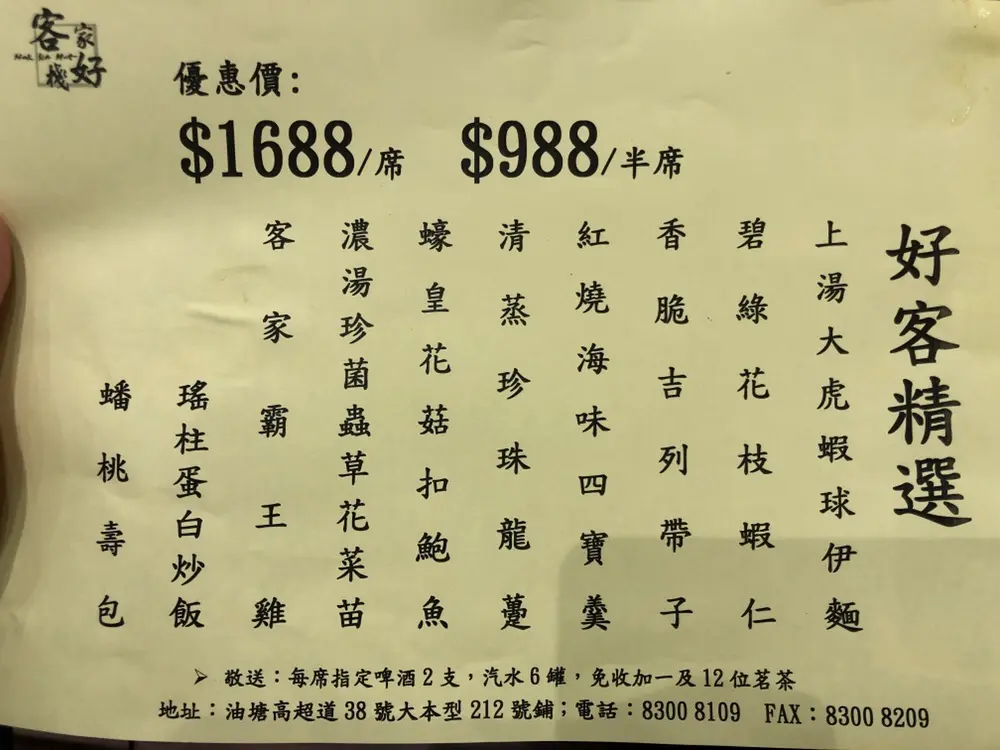 客家好棧
Hak Ka Hut
優惠價:
$1688/席 $988/半席
好客精選
上湯大虎蝦球伊麵
碧綠花枝蝦仁
香脆吉列帶子
紅燒海味四寶羹
清蒸珍珠龍躉
蠔皇花菇扣鮑魚
濃湯珍菌蟲草花菜苗
客家霸王雞
瑤柱蛋白炒飯
蟠桃壽包
➢ 敬送：每席指定啤酒2支，汽水6罐，免收加一及12位茗茶
地址：油塘高超道38號大本型212號鋪；電話：8300 8109 FAX：8300 8209